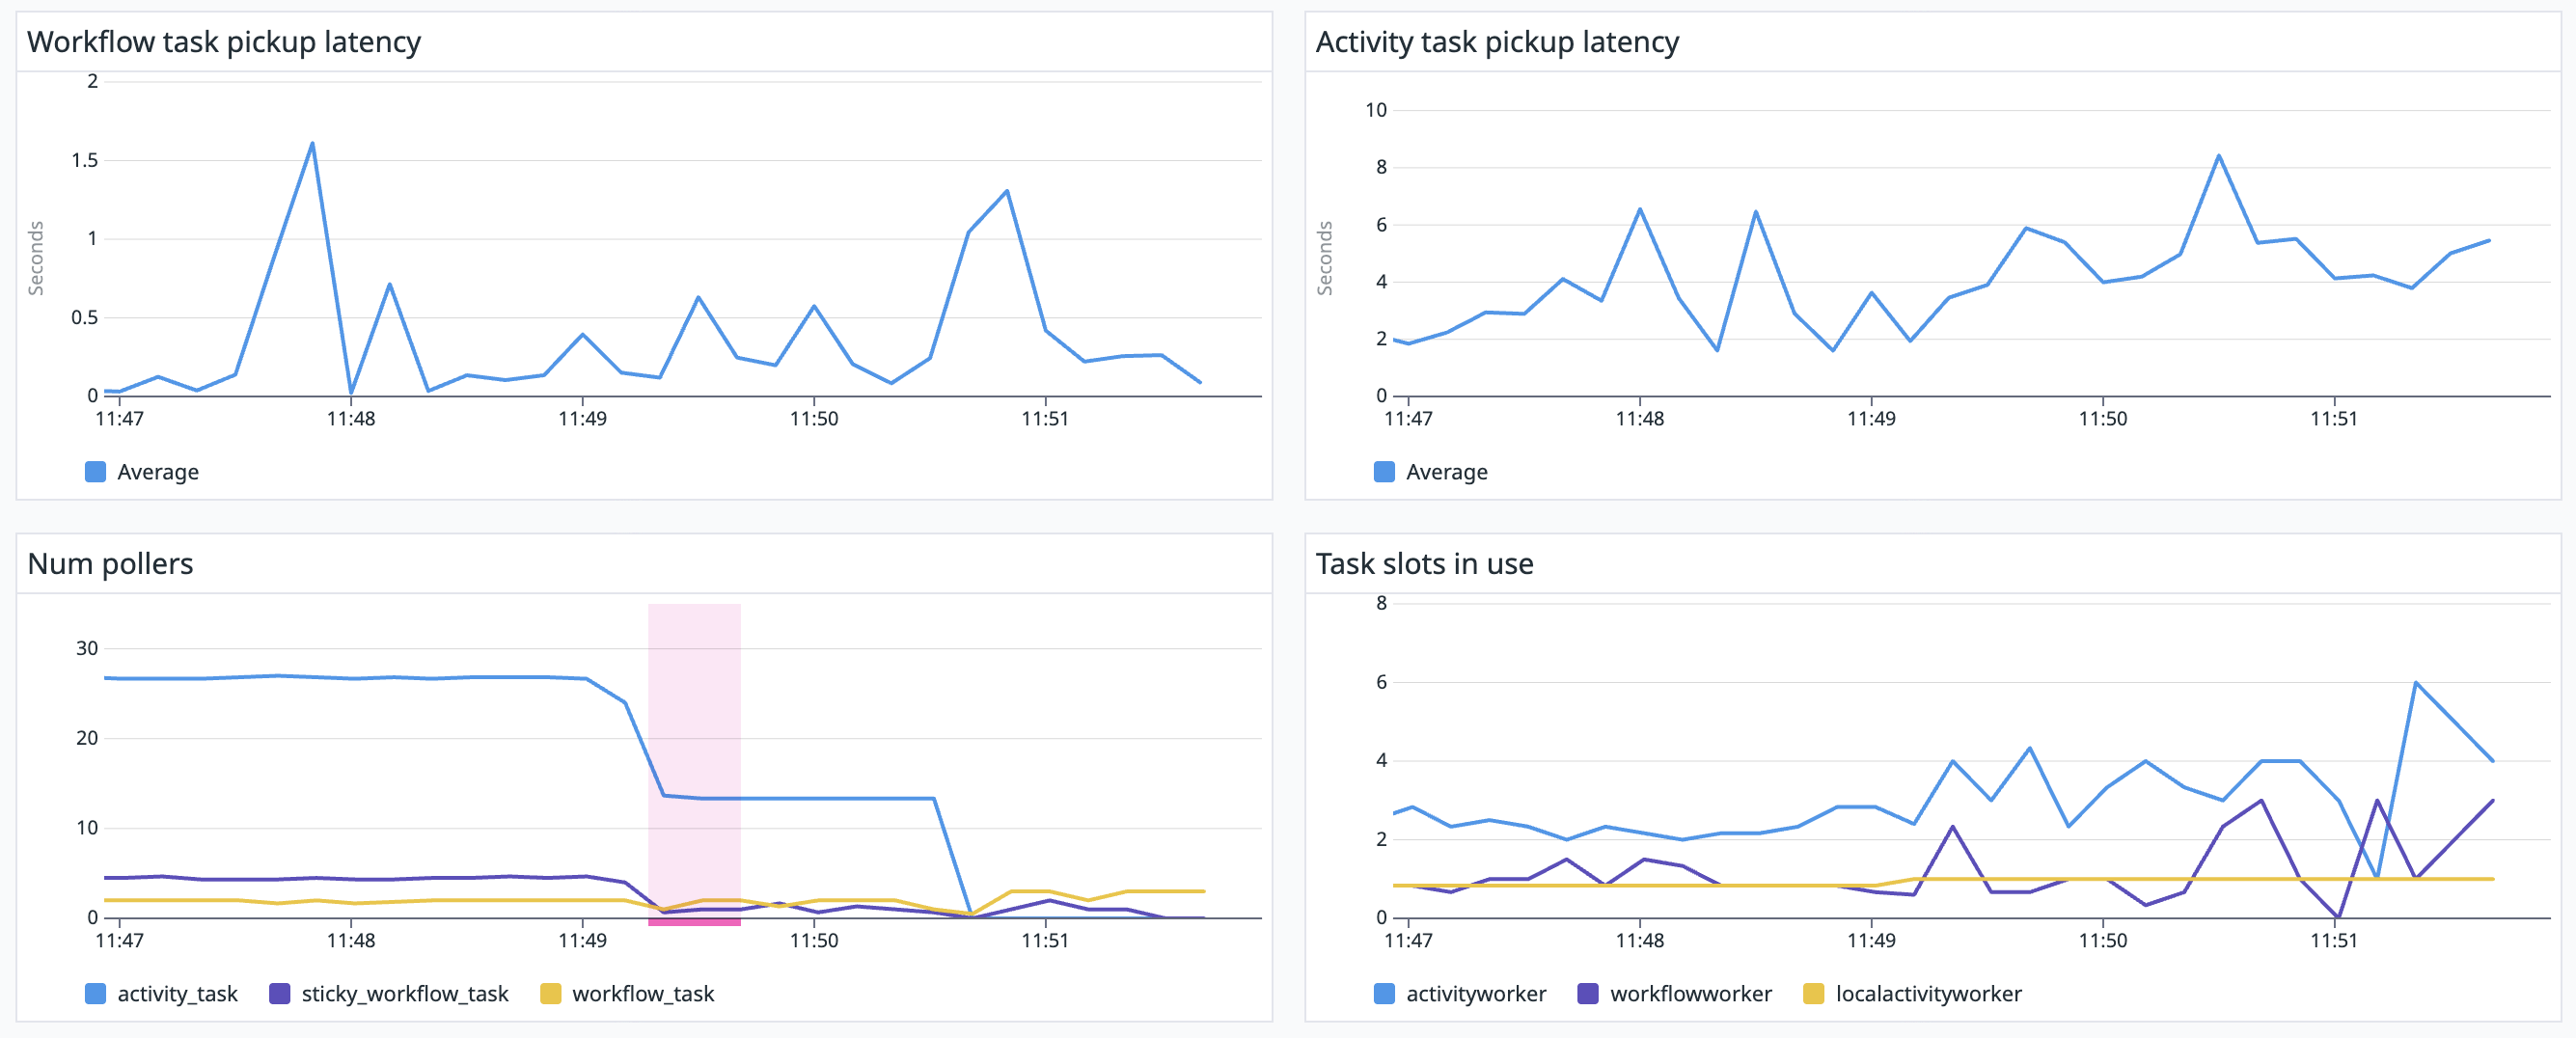 Workflow task pickup latency
2
1.5
1
0.5
0
Seconds
11:47 11:48 11:49 11:50 11:51
Average
Activity task pickup latency
10
8
6
4
2
0
Seconds
11:47 11:48 11:49 11:50 11:51
Average
Num pollers
30
20
10
0
11:47 11:48 11:49 11:50 11:51
activity_task sticky_workflow_task workflow_task
Task slots in use
8
6
4
2
0
11:47 11:48 11:49 11:50 11:51
activityworker workflowworker localactivityworker